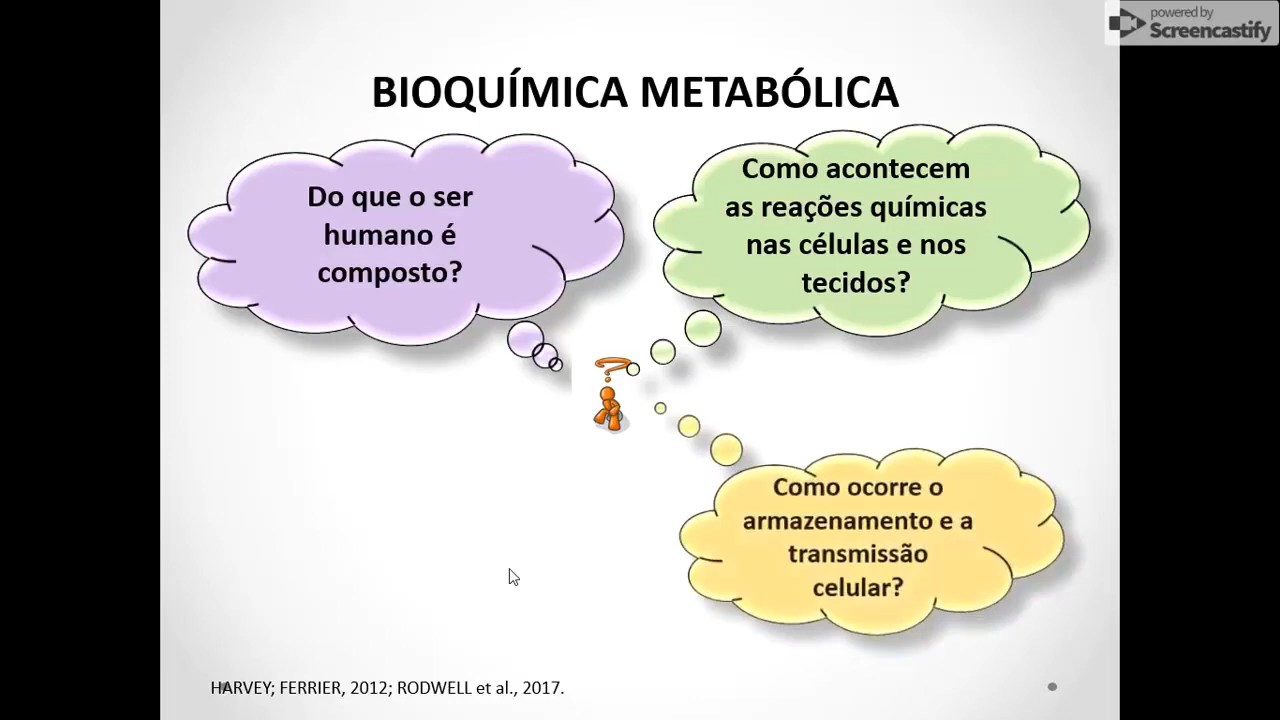 powered by
Screencastify
BIOQUÍMICA METABÓLICA
Do que o ser
humano é
composto?
Como acontecem
as reações químicas
nas células e nos
tecidos?
?
Como ocorre o
armazenamento e a
transmissão
celular?
HARVEY; FERRIER, 2012; RODWELL et al., 2017.